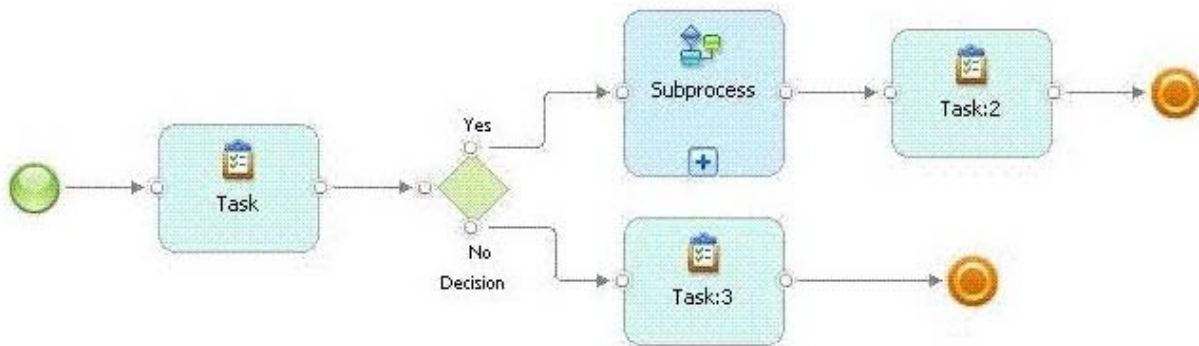 Subprocess
Task:2
Yes
Task
No
Decision
Task:3